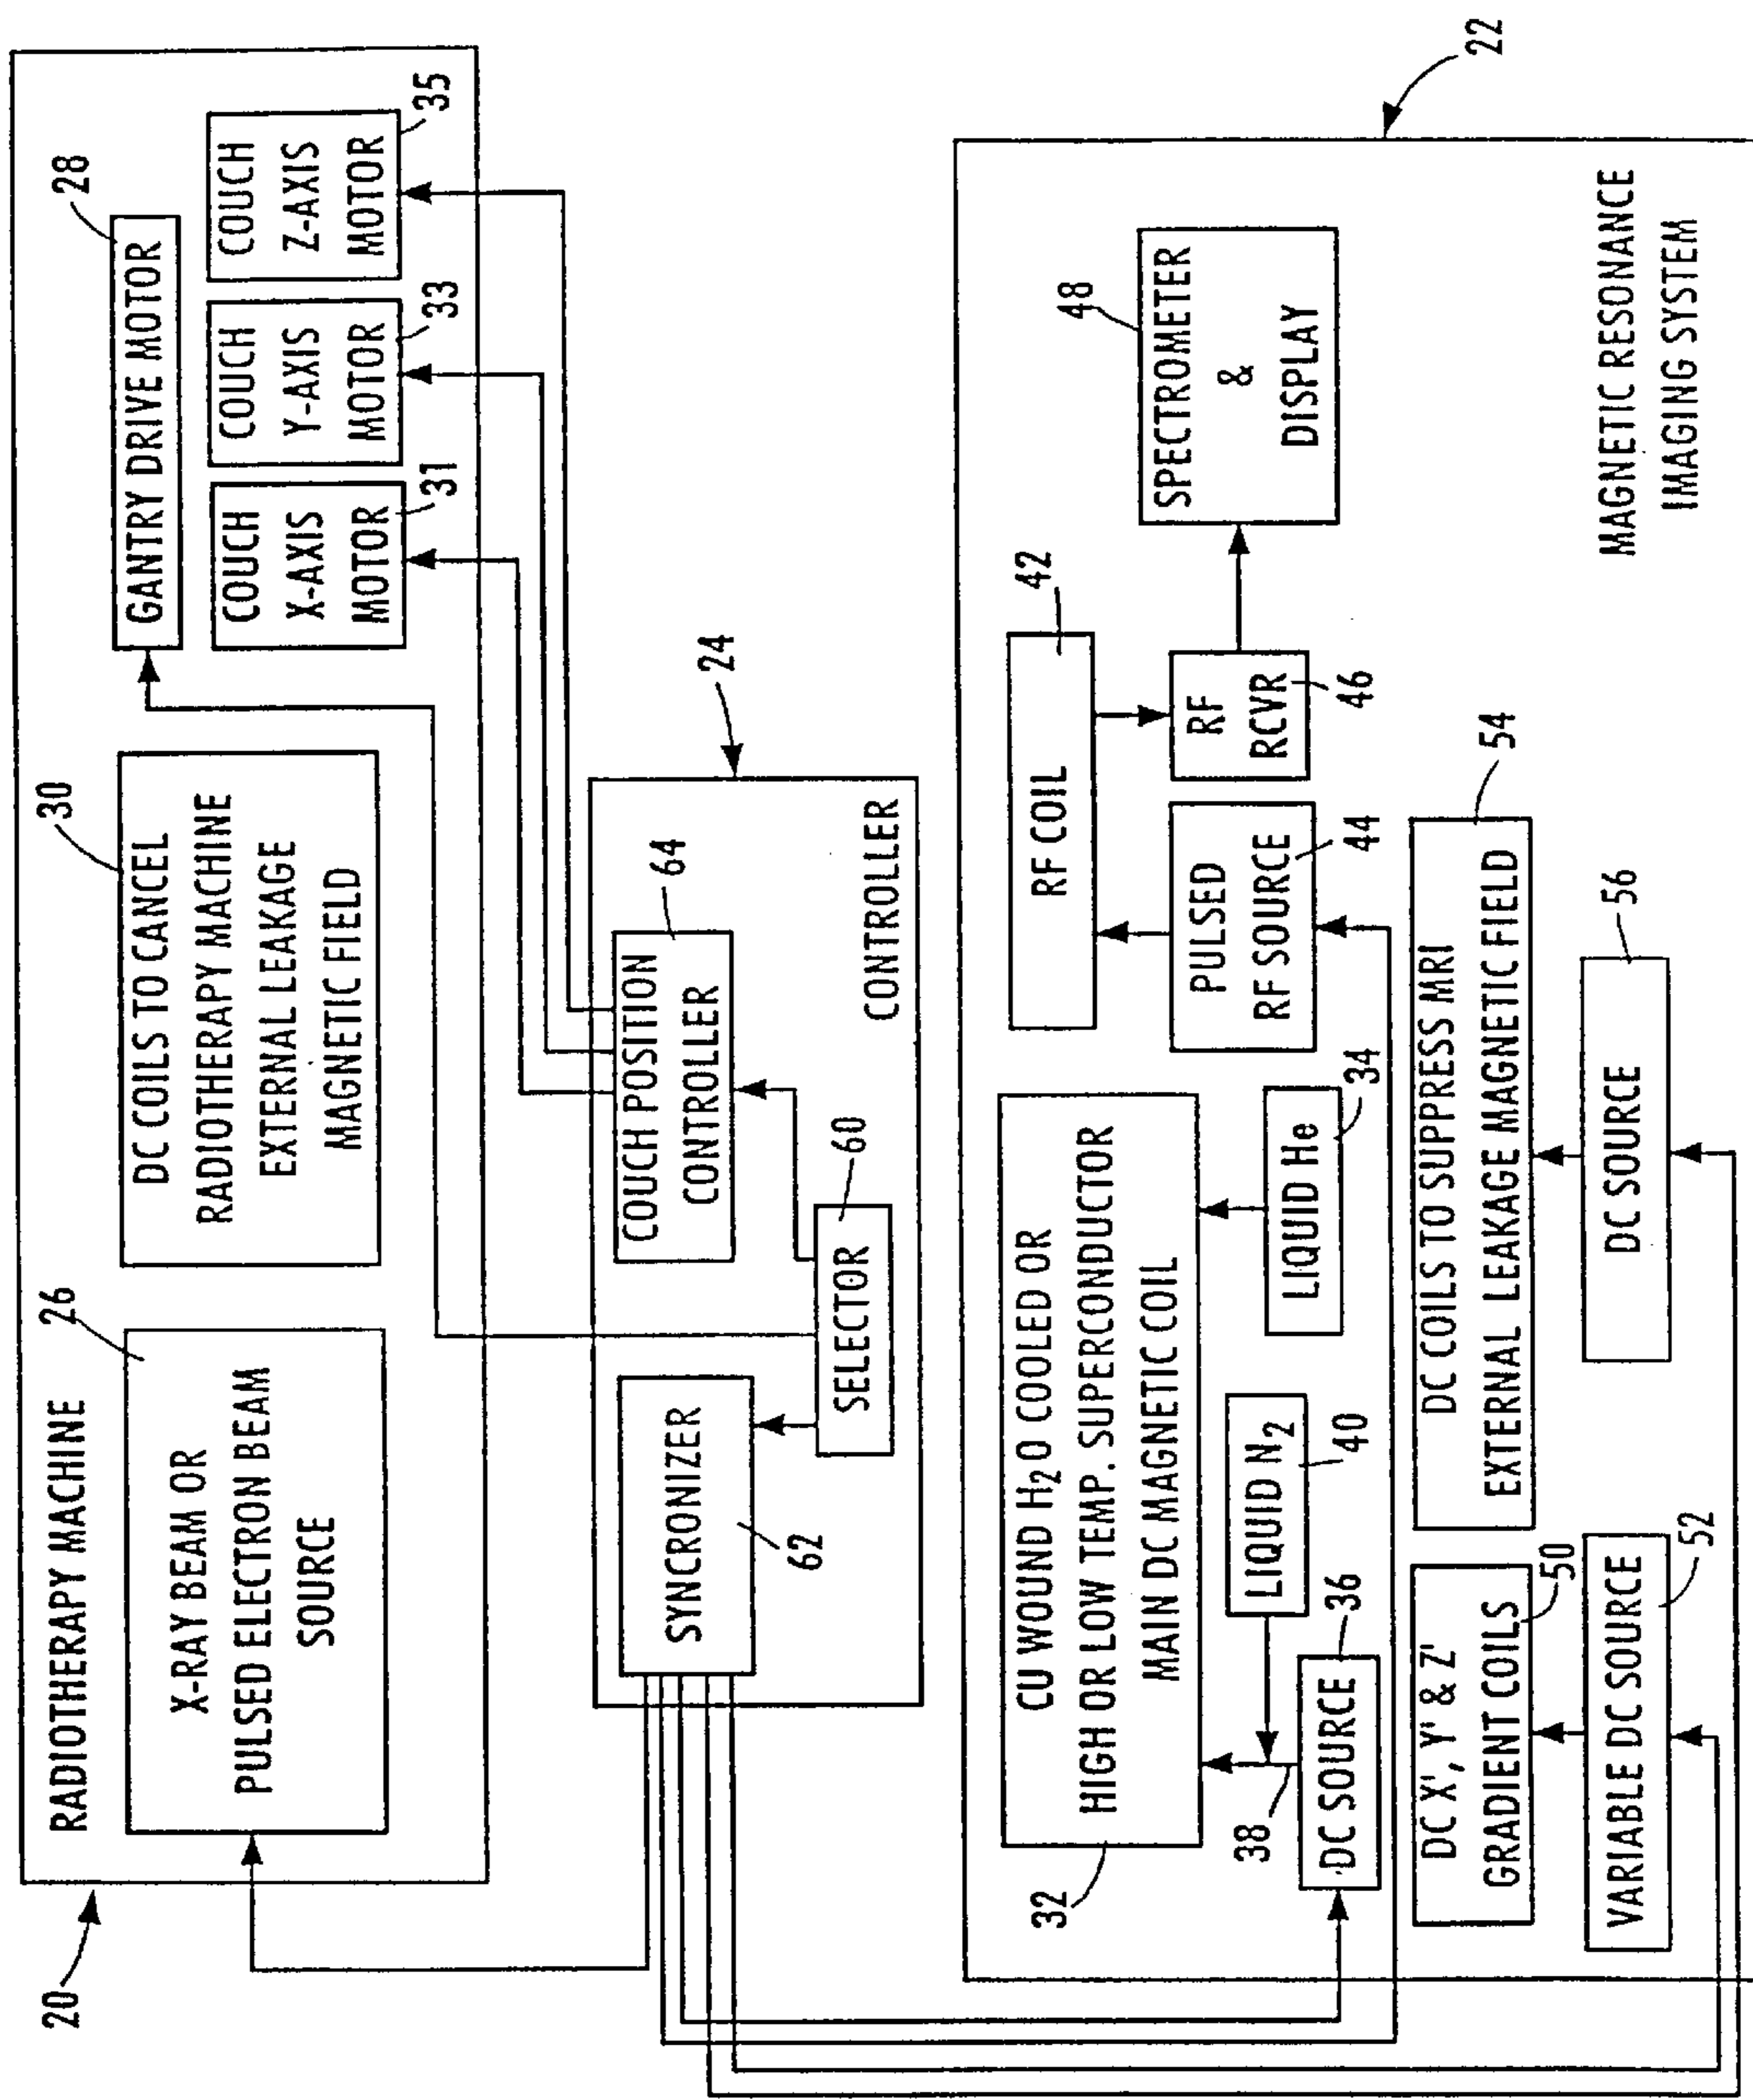 20
RADIOTHERAPY MACHINE
26
X-RAY BEAM OR
PULSED ELECTRON BEAM
SOURCE
30
DC COILS TO CANCEL
RADIOTHERAPY MACHINE
EXTERNAL LEAKAGE
MAGNETIC FIELD
28
GANTRY DRIVE MOTOR
COUCH
X-AXIS
MOTOR
31
COUCH
Y-AXIS
MOTOR
33
COUCH
Z-AXIS
MOTOR
35
24
SYNCRONIZER
62
COUCH POSITION
CONTROLLER
64
SELECTOR
60
CONTROLLER
22
CU WOUND H₂O COOLED OR
HIGH OR LOW TEMP. SUPERCONDUCTOR
MAIN DC MAGNETIC COIL
32
LIQUID N₂
40
LIQUID He
34
38
DC SOURCE
36
RF COIL
42
PULSED
RF SOURCE
44
RF
RCVR
46
SPECTROMETER
&
DISPLAY
48
DC X', Y' & Z'
GRADIENT COILS
50
VARIABLE DC SOURCE
52
DC COILS TO SUPPRESS MRI
EXTERNAL LEAKAGE MAGNETIC FIELD
54
DC SOURCE
56
MAGNETIC RESONANCE
IMAGING SYSTEM